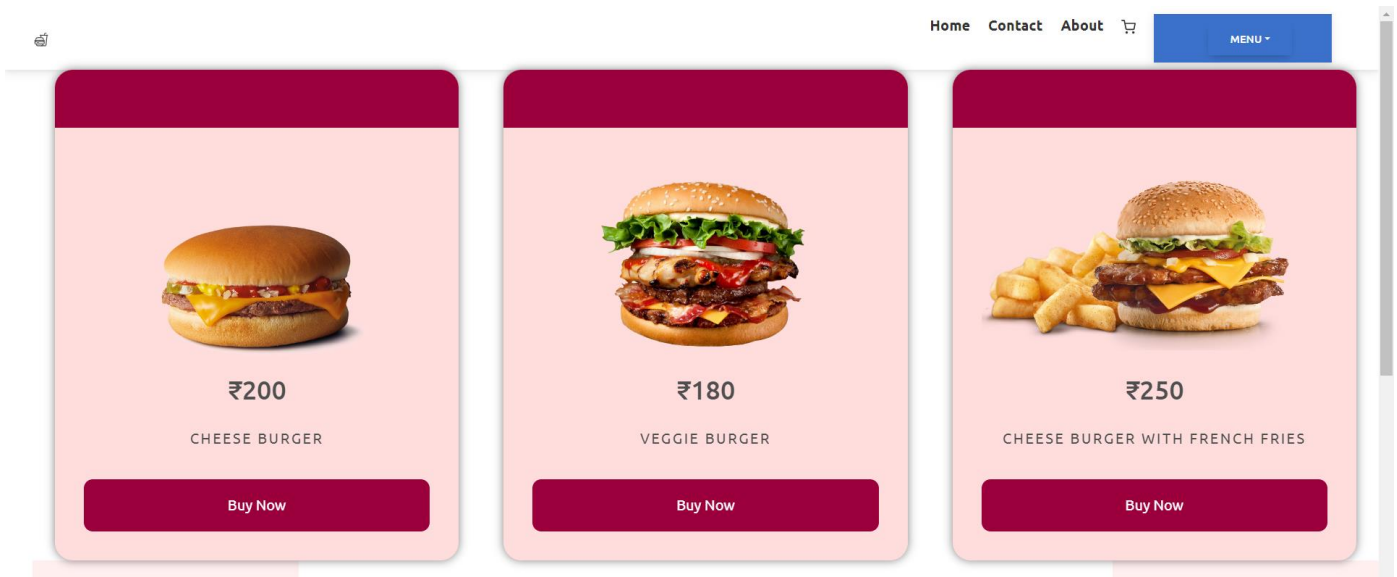 Home Contact About MENU
₹200
CHEESE BURGER
Buy Now
₹180
VEGGIE BURGER
Buy Now
₹250
CHEESE BURGER WITH FRENCH FRIES
Buy Now